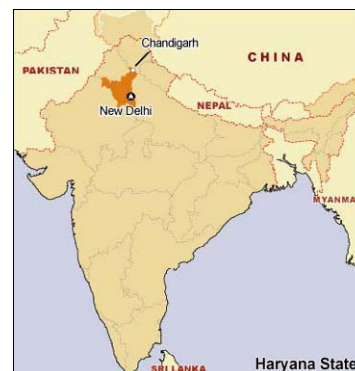 Chandigarh
CHINA
PAKISTAN
NEPAL
New Delhi
MYANMA
SRI LANKA
Haryana State